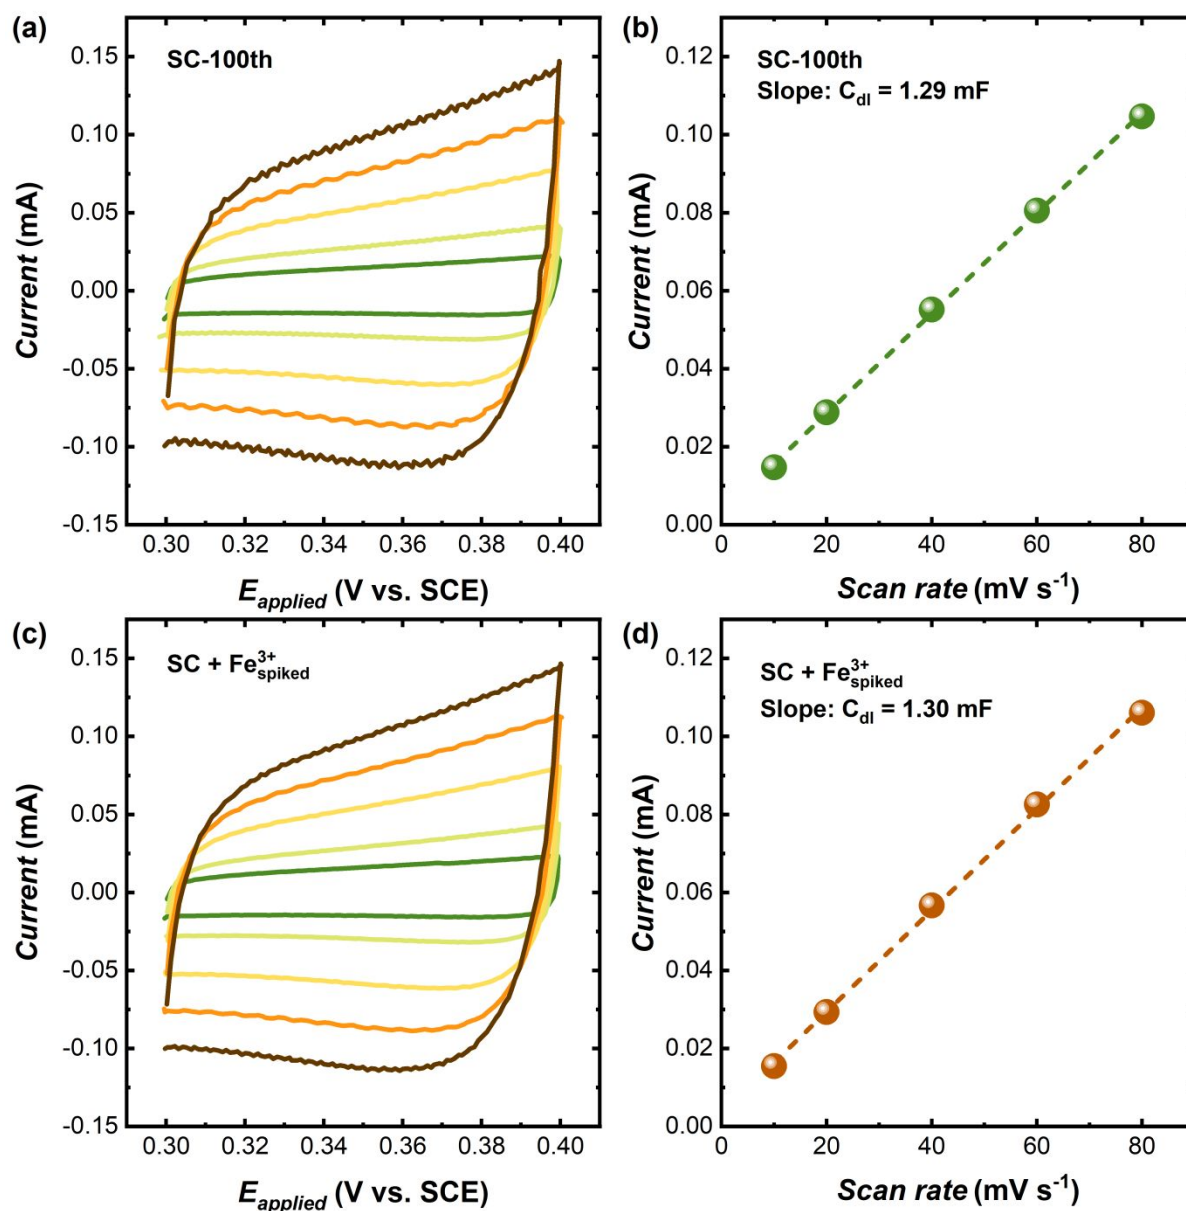 (a)
SC-100th
Current (mA)
0.15
0.10
0.05
0.00
-0.05
-0.10
-0.15
0.30 0.32 0.34 0.36 0.38 0.40
E_applied (V vs. SCE)
(b)
SC-100th
Slope: C_dl = 1.29 mF
Current (mA)
0.12
0.10
0.08
0.06
0.04
0.02
0.00
0 20 40 60 80
Scan rate (mV s⁻¹)
(c)
SC + Fe³⁺_spiked
Current (mA)
0.15
0.10
0.05
0.00
-0.05
-0.10
-0.15
0.30 0.32 0.34 0.36 0.38 0.40
E_applied (V vs. SCE)
(d)
SC + Fe³⁺_spiked
Slope: C_dl = 1.30 mF
Current (mA)
0.12
0.10
0.08
0.06
0.04
0.02
0.00
0 20 40 60 80
Scan rate (mV s⁻¹)